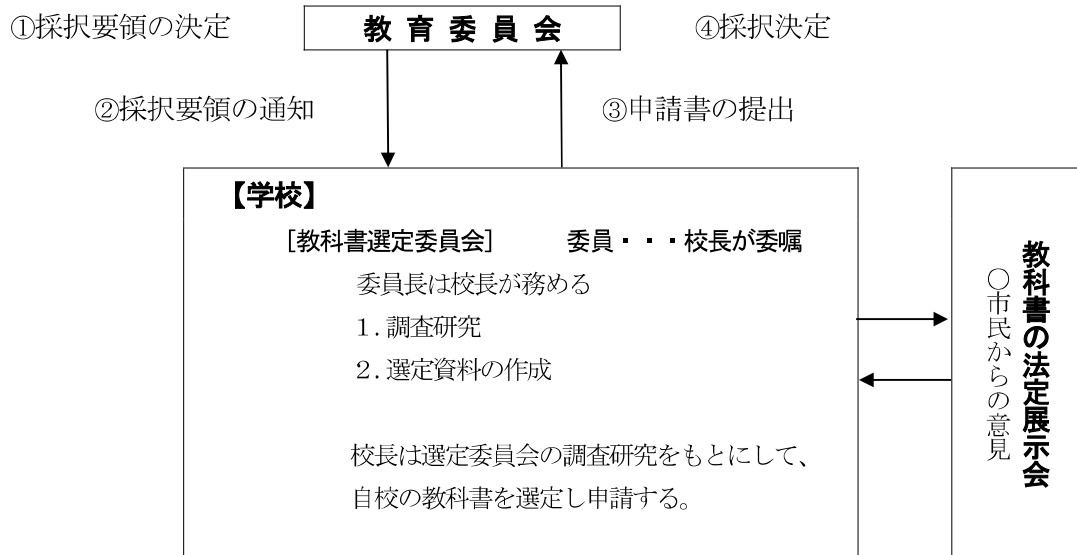 ①採択要領の決定
教育委員会
④採択決定
②採択要領の通知
③申請書の提出
【学校】
[教科書選定委員会] 委員・・・校長が委嘱
委員長は校長が務める
1.調査研究
2.選定資料の作成
校長は選定委員会の調査研究をもとにして、
自校の教科書を選定し申請する。
教科書の法定展示会
○市民からの意見